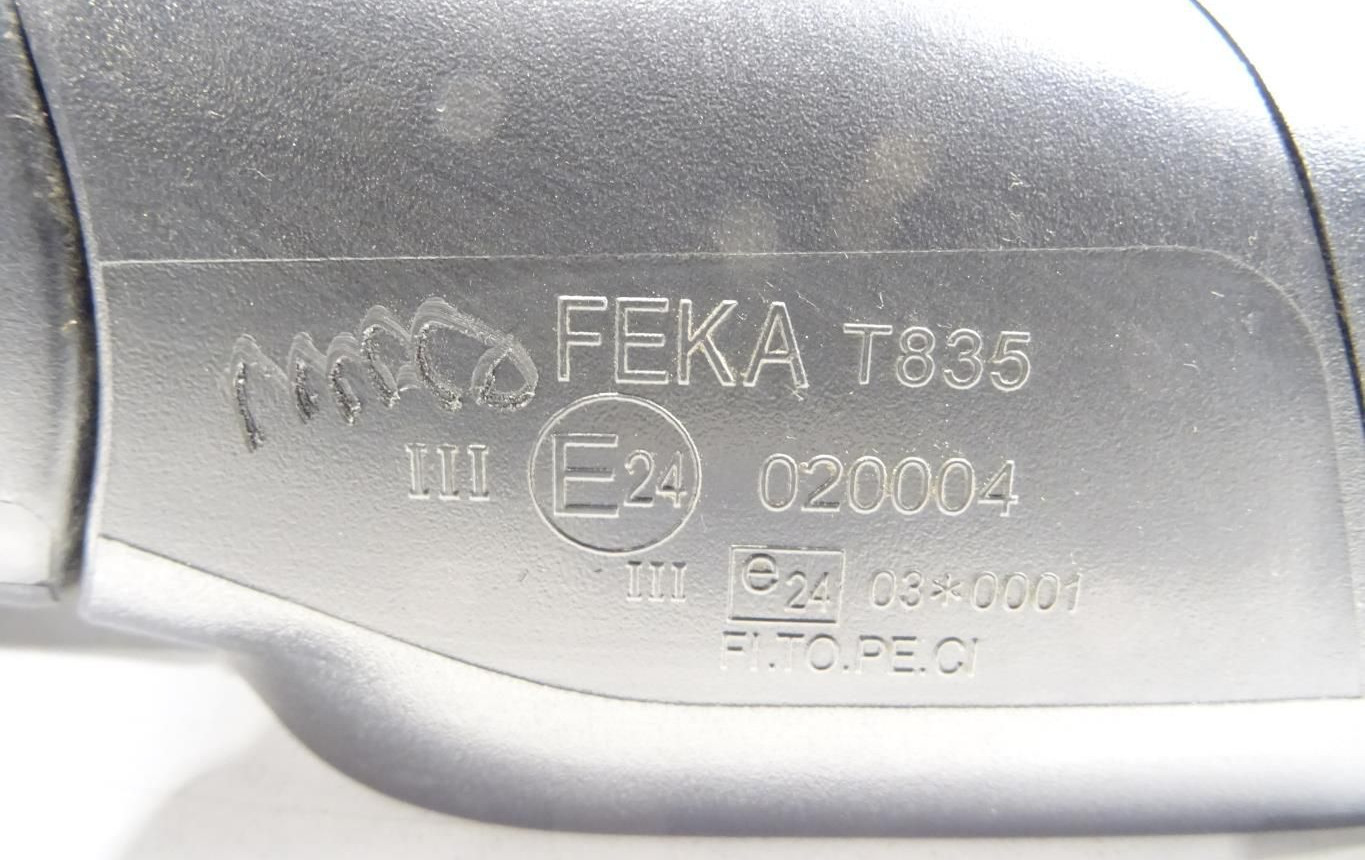 FEKA T835
III E24 020004
III e24 03*0001
FI.TO.PE.CI